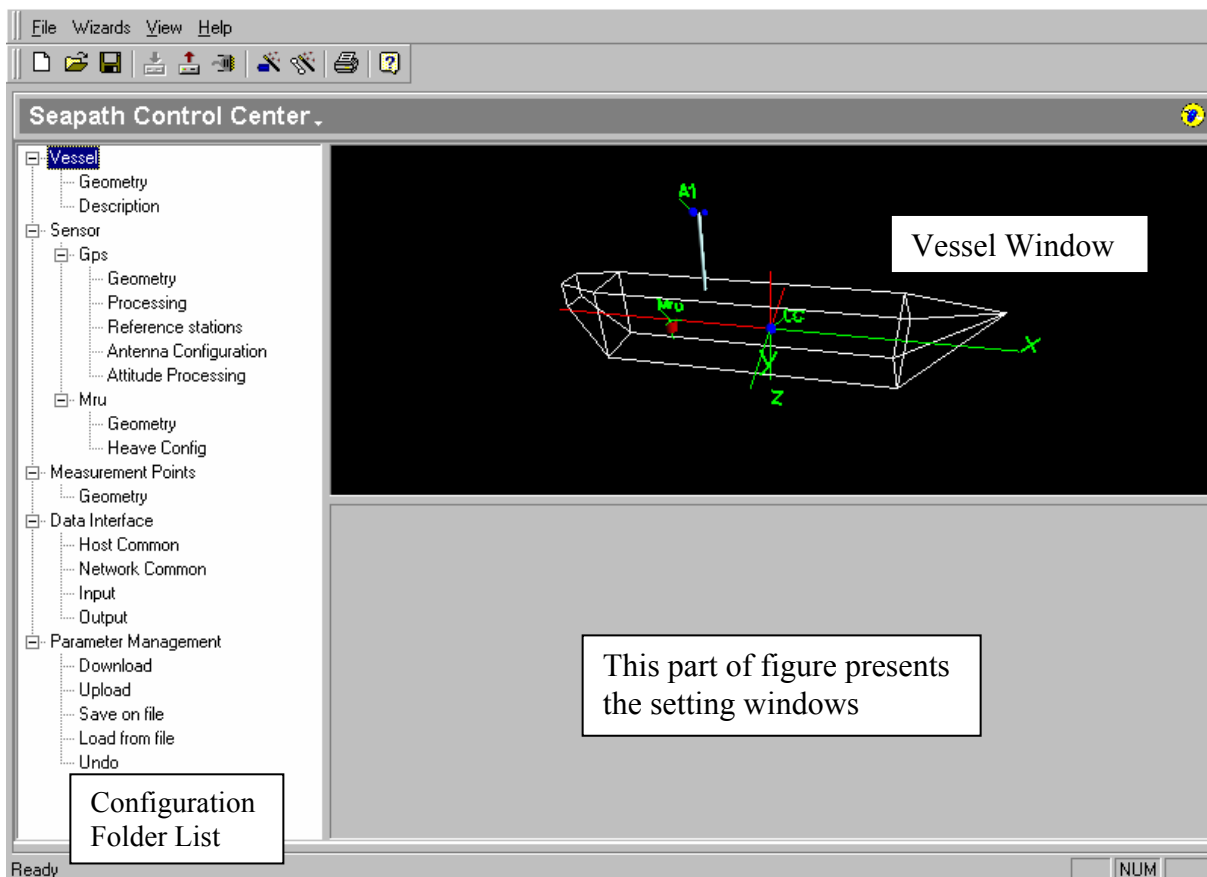 File Wizards View Help
Seapath Control Center
Vessel
Geometry
Description
Sensor
Gps
Geometry
Processing
Reference stations
Antenna Configuration
Attitude Processing
Mru
Geometry
Heave Config
Measurement Points
Geometry
Data Interface
Host Common
Network Common
Input
Output
Parameter Management
Download
Upload
Save on file
Load from file
Undo
Configuration
Folder List
A1
Vessel Window
Mru
CG
X
Y
Z
This part of figure presents
the setting windows
Ready
NUM